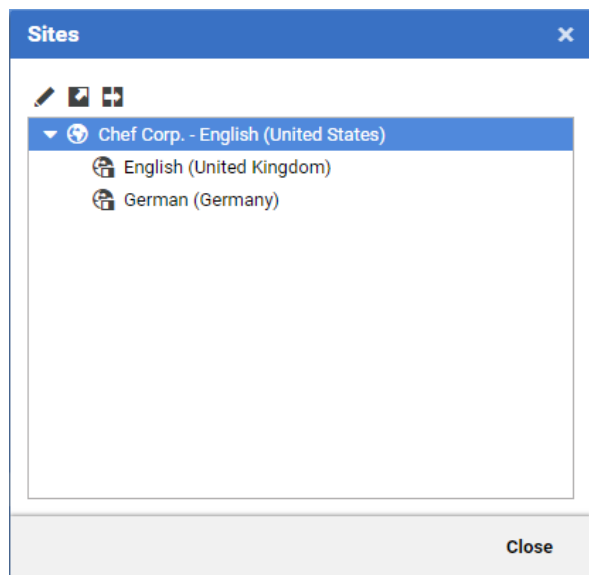 Sites
Chef Corp. - English (United States)
English (United Kingdom)
German (Germany)
Close